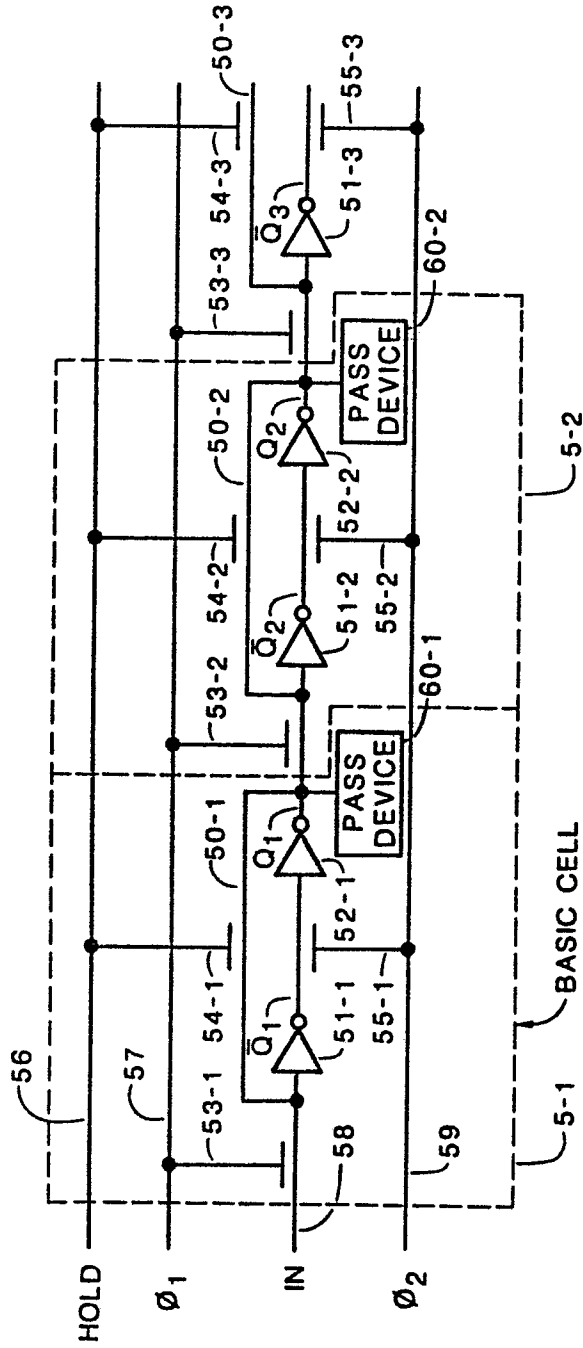 HOLD
Ø1
IN
Ø2
56
57
58
59
53-1
54-1
50-1
Q̅1
Q1
51-1
52-1
55-1
PASS
DEVICE
60-1
53-2
54-2
50-2
Q̅2
Q2
51-2
52-2
55-2
PASS
DEVICE
60-2
53-3
54-3
50-3
Q̅3
51-3
55-3
5-1
BASIC CELL
5-2